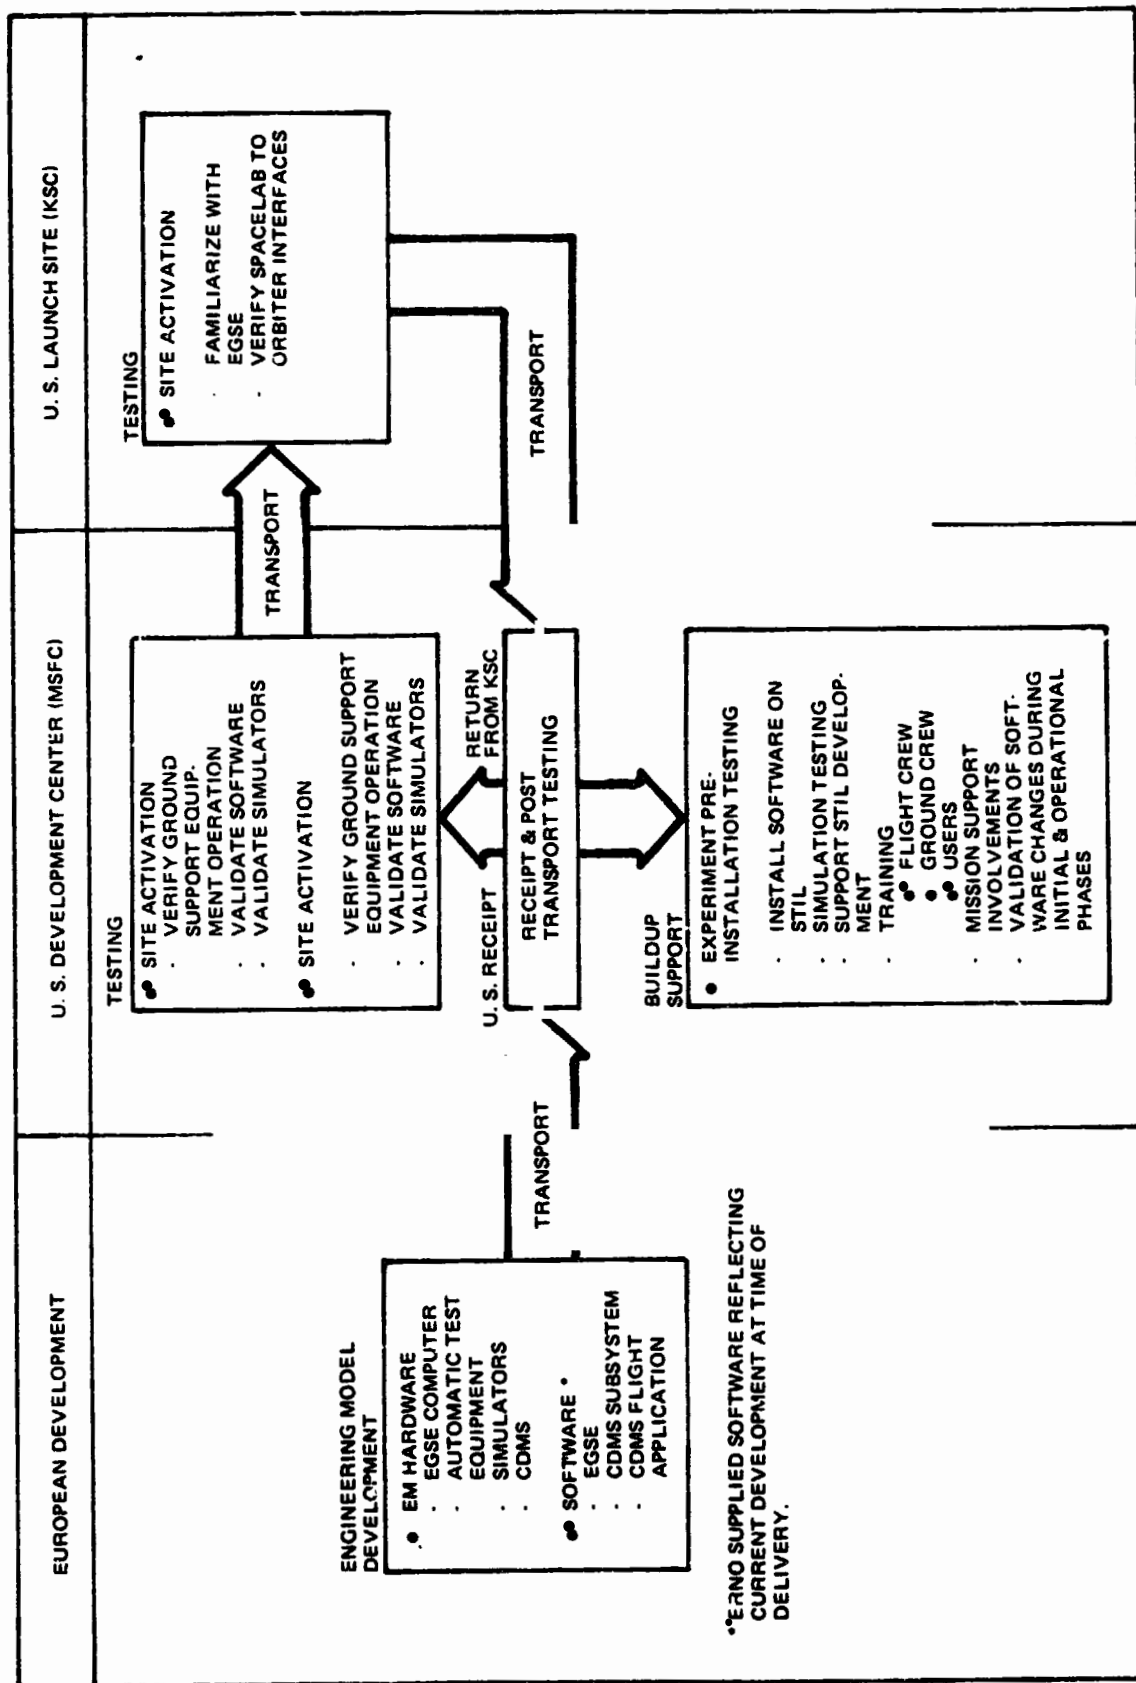 EUROPEAN DEVELOPMENT
U. S. DEVELOPMENT CENTER (MSFC)
U. S. LAUNCH SITE (KSC)
ENGINEERING MODEL
DEVELOPMENT
• EM HARDWARE
· EGSE COMPUTER
· AUTOMATIC TEST
EQUIPMENT
· SIMULATORS
· CDMS
• SOFTWARE *
· EGSE
· CDMS SUBSYSTEM
· CDMS FLIGHT
APPLICATION
*ERNO SUPPLIED SOFTWARE REFLECTING
CURRENT DEVELOPMENT AT TIME OF
DELIVERY.
TRANSPORT
TESTING
• SITE ACTIVATION
· VERIFY GROUND
SUPPORT EQUIP-
MENT OPERATION
· VALIDATE SOFTWARE
· VALIDATE SIMULATORS
• SITE ACTIVATION
· VERIFY GROUND SUPPORT
EQUIPMENT OPERATION
· VALIDATE SOFTWARE
· VALIDATE SIMULATORS
U. S. RECEIPT
RETURN
FROM KSC
RECEIPT & POST
TRANSPORT TESTING
BUILDUP
SUPPORT
• EXPERIMENT PRE-
INSTALLATION TESTING
· INSTALL SOFTWARE ON
STIL
· SIMULATION TESTING
· SUPPORT STIL DEVELOP-
MENT
· TRAINING
• FLIGHT CREW
• GROUND CREW
• USERS
· MISSION SUPPORT
INVOLVEMENTS
· VALIDATION OF SOFT-
WARE CHANGES DURING
INITIAL & OPERATIONAL
PHASES
TRANSPORT
TESTING
• SITE ACTIVATION
· FAMILIARIZE WITH
EGSE
· VERIFY SPACELAB TO
ORBITER INTERFACES
TRANSPORT